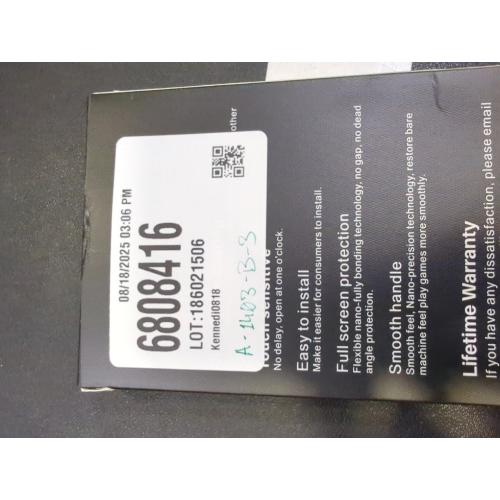 08/18/2025 03:06 PM
6808416
LOT:186021506
Kennedi0818
A-1403-B-3
other
Touch sensitive
No delay, open at one o'clock.
Easy to install
Make it easier for consumers to install.
Full screen protection
Flexible nano-fully bonding technology, no gap, no dead
angle protection.
Smooth handle
Smooth feel, Nano-precision technology, restore bare
machine feel play games more smoothly.
Lifetime Warranty
If you have any dissatisfaction, please email